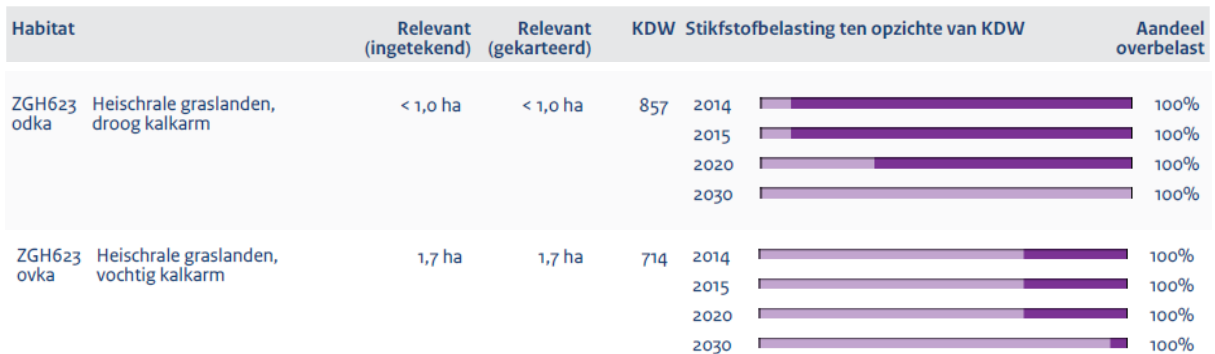 Habitat Relevant Relevant KDW Stikfstofbelasting ten opzichte van KDW Aandeel
(ingetekend) (gekarteerd) overbelast
ZGH623 Heischrale graslanden, < 1,0 ha < 1,0 ha 857 2014 100%
odka droog kalkarm
2015 100%
2020 100%
2030 100%
ZGH623 Heischrale graslanden, 1,7 ha 1,7 ha 714 2014 100%
ovka vochtig kalkarm
2015 100%
2020 100%
2030 100%